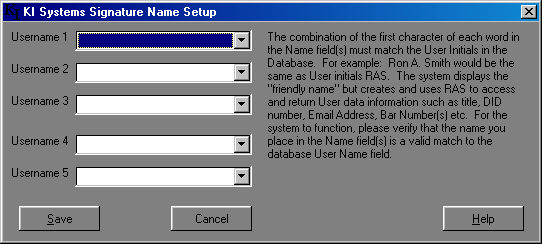 KI Systems Signature Name Setup
Username 1
Username 2
Username 3
Username 4
Username 5
The combination of the first character of each word in
the Name field(s) must match the User Initials in the
Database. For example: Ron A. Smith would be the
same as User initials RAS. The system displays the
"friendly name" but creates and uses RAS to access
and return User data information such as title, DID
number, Email Address, Bar Number(s) etc. For the
system to function, please verify that the name you
place in the Name field(s) is a valid match to the
database User Name field.
Save
Cancel
Help